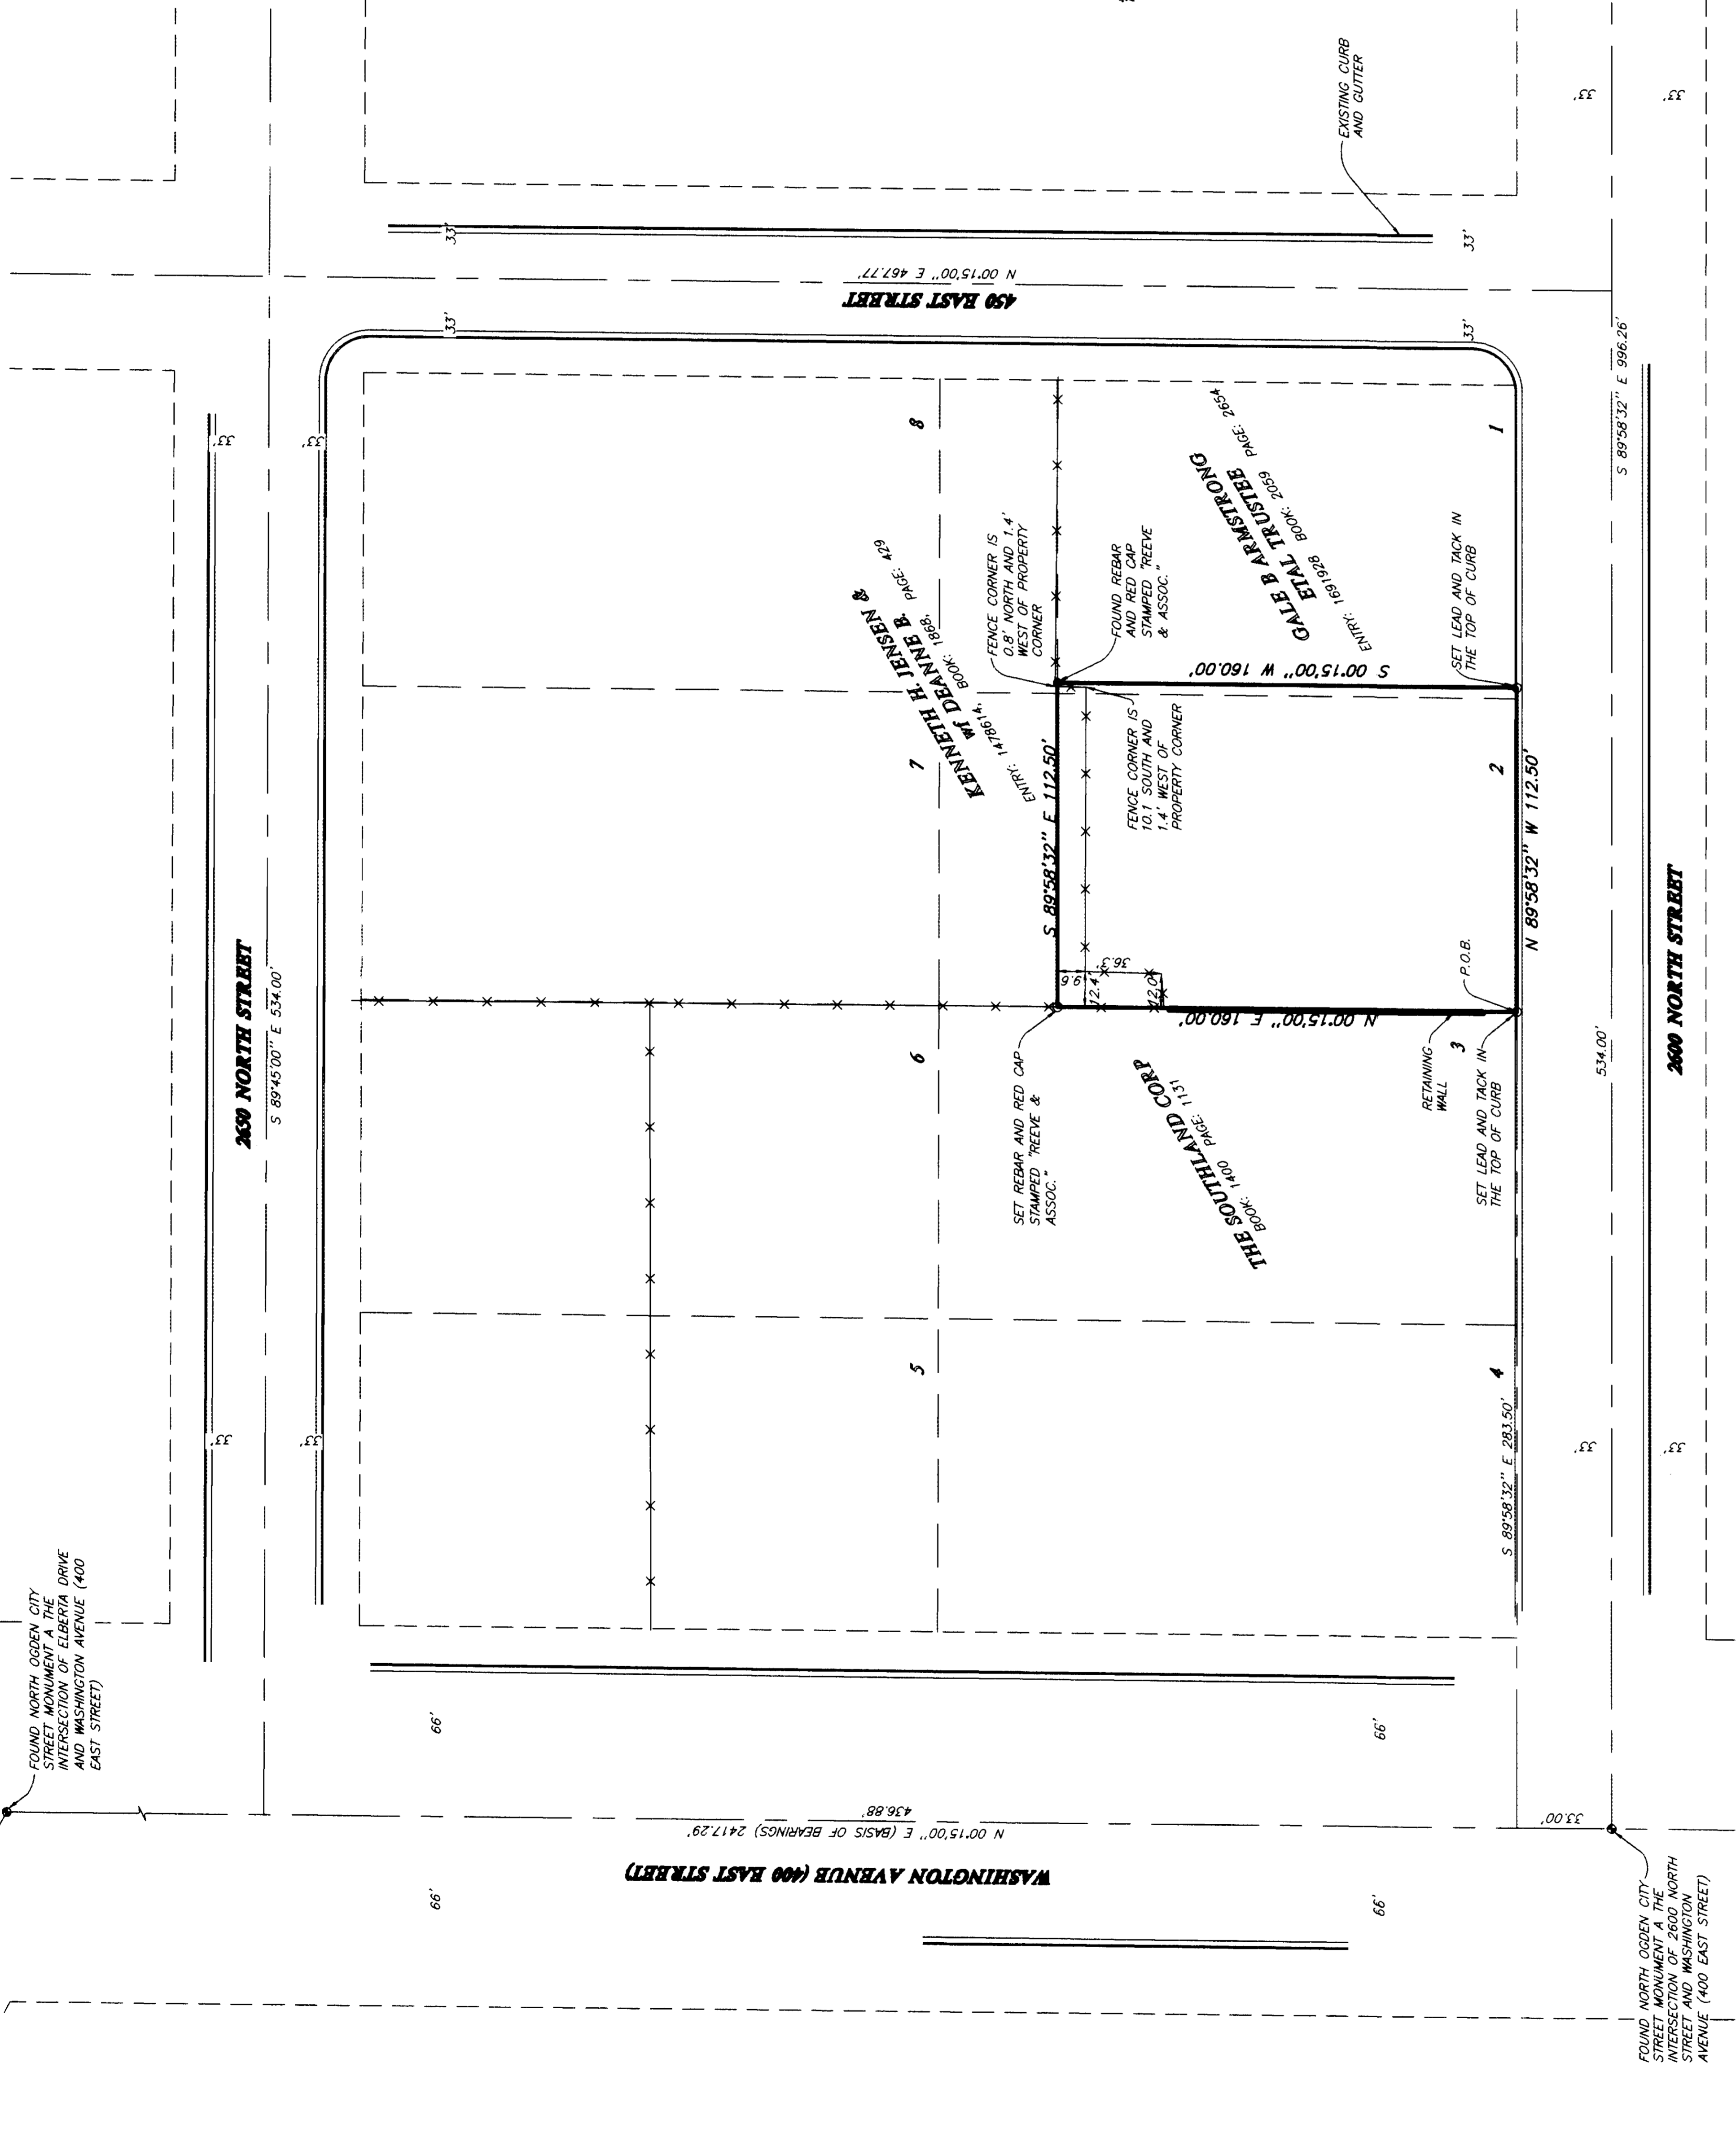 FOUND NORTH OGDEN CITY
STREET MONUMENT A THE
INTERSECTION OF ELBERTA DRIVE
AND WASHINGTON AVENUE (400
EAST STREET)
2650 NORTH STREET
S 89°45'00" E 534.00'
33'
33'
33'
33'
450 EAST STREET
N 00°15'00" E 467.77'
33'
33'
33'
33'
EXISTING CURB
AND GUTTER
WASHINGTON AVENUE (400 EAST STREET)
N 00°15'00" E (BASIS OF BEARINGS) 2417.29'
436.88'
66'
66'
66'
66'
33.00'
5
6
7
8
4
3
2
1
KENNETH H. JENSEN &
wf DEANNE B.
ENTRY: 1478614, BOOK: 1868, PAGE: 429
FENCE CORNER IS
0.8' NORTH AND 1.4'
WEST OF PROPERTY
CORNER
FOUND REBAR
AND RED CAP
STAMPED "REEVE
& ASSOC."
GALE B ARMSTRONG
ETAL TRUSTEE
ENTRY: 1691928 BOOK: 2059 PAGE: 2654
S 89°58'32" E 112.50'
S 00°15'00" W 160.00'
FENCE CORNER IS
10.1 SOUTH AND
1.4' WEST OF
PROPERTY CORNER
9.6
36.3'
12.4'
12.0'
N 00°15'00" E 160.00'
SET REBAR AND RED CAP
STAMPED "REEVE &
ASSOC."
THE SOUTHLAND CORP
BOOK: 1400 PAGE: 1131
RETAINING
WALL
P.O.B.
SET LEAD AND TACK IN
THE TOP OF CURB
SET LEAD AND TACK IN
THE TOP OF CURB
N 89°58'32" W 112.50'
S 89°58'32" E 283.50'
33'
33'
33'
33'
534.00'
S 89°58'32" E 996.26'
2600 NORTH STREET
FOUND NORTH OGDEN CITY
STREET MONUMENT A THE
INTERSECTION OF 2600 NORTH
STREET AND WASHINGTON
AVENUE (400 EAST STREET)